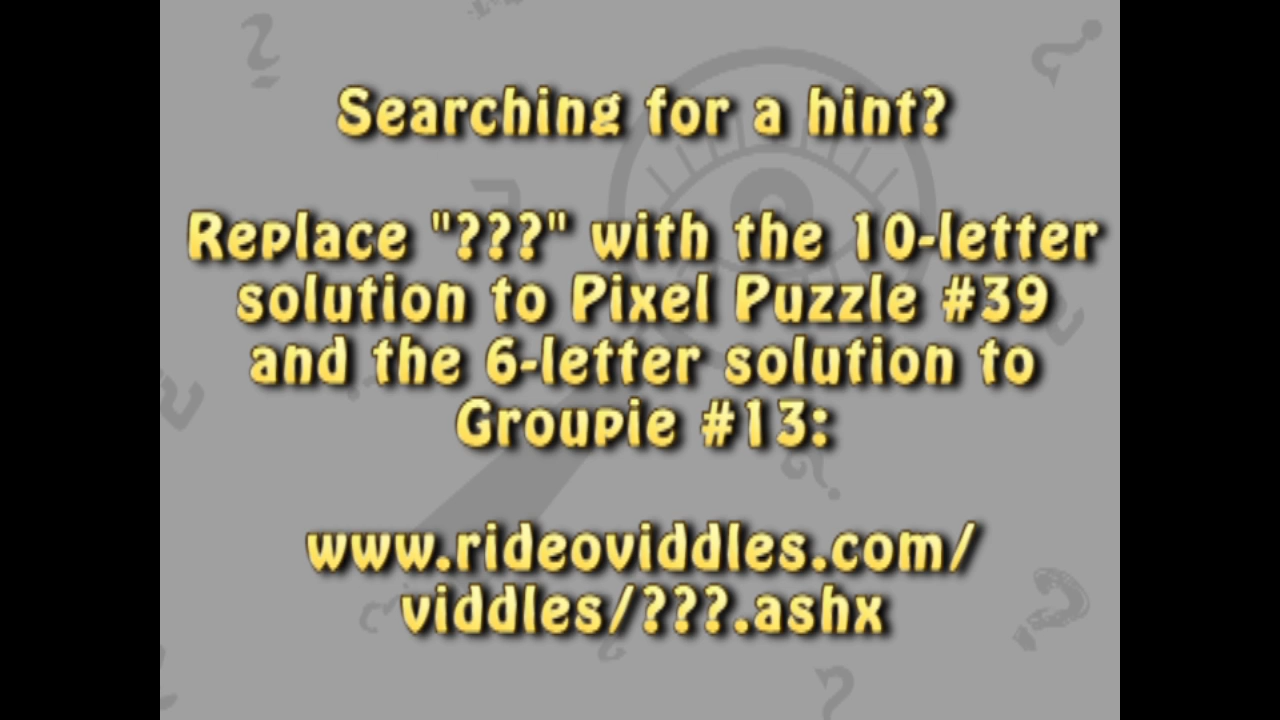 Searching for a hint?
Replace "???" with the 10-letter
solution to Pixel Puzzle #39
and the 6-letter solution to
Groupie #13:
www.rideoviddles.com/
viddles/???.ashx